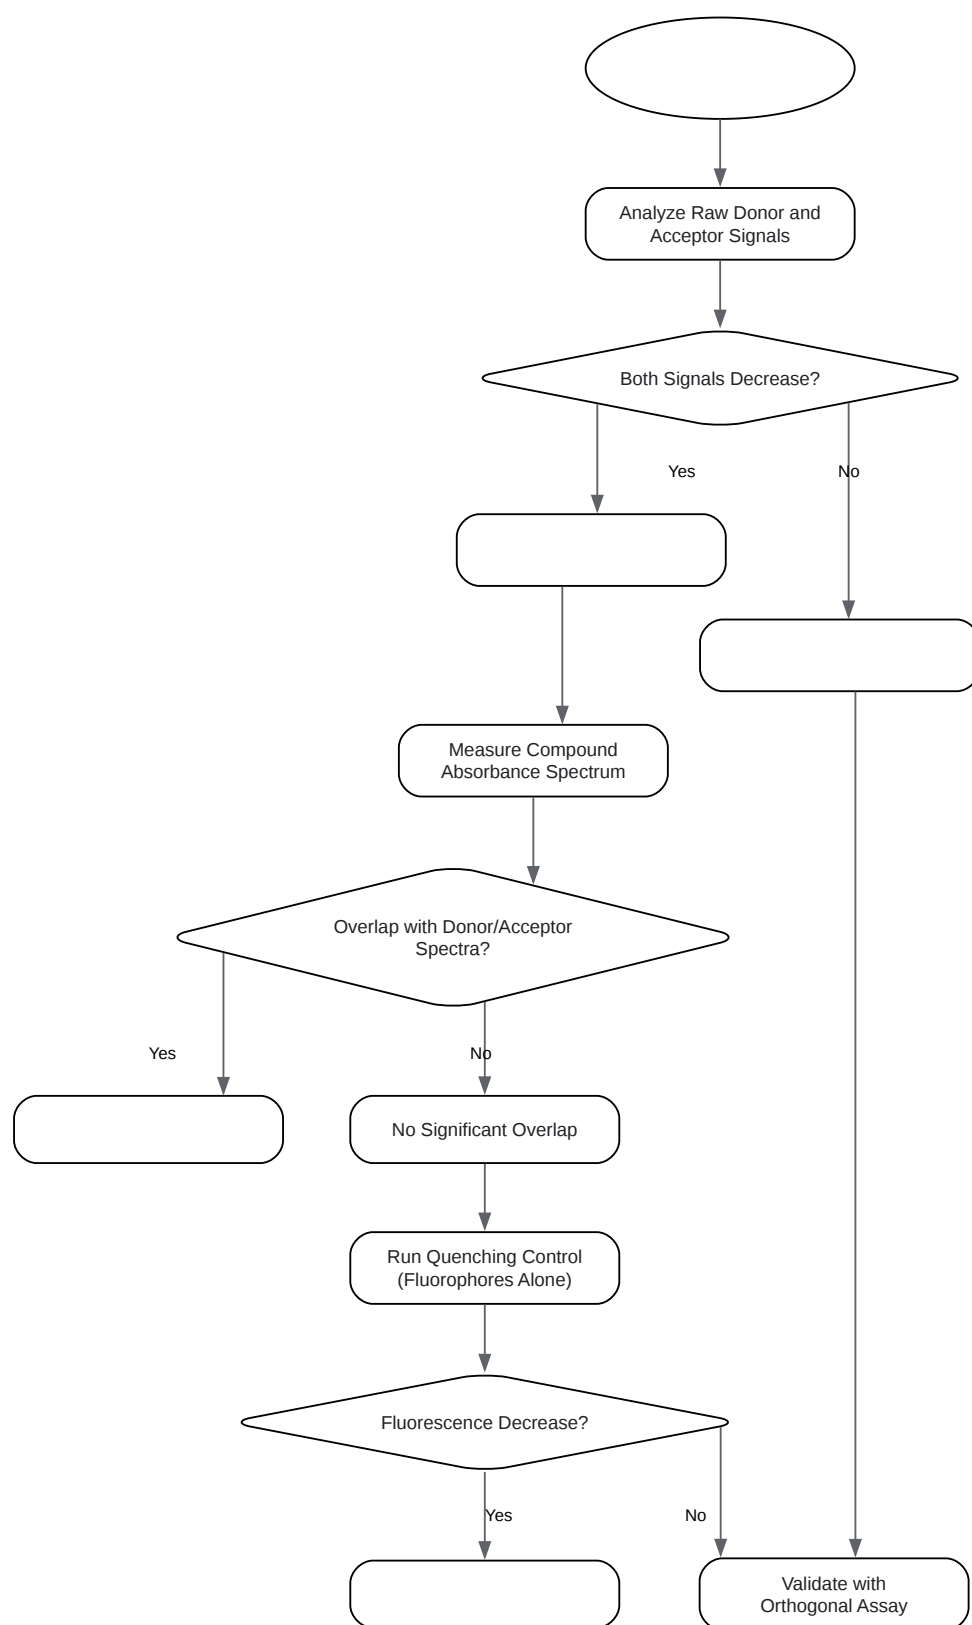 Analyze Raw Donor and
Acceptor Signals
Both Signals Decrease?
Yes
No
Measure Compound
Absorbance Spectrum
Overlap with Donor/Acceptor
Spectra?
Yes
No
No Significant Overlap
Run Quenching Control
(Fluorophores Alone)
Fluorescence Decrease?
Yes
No
Validate with
Orthogonal Assay